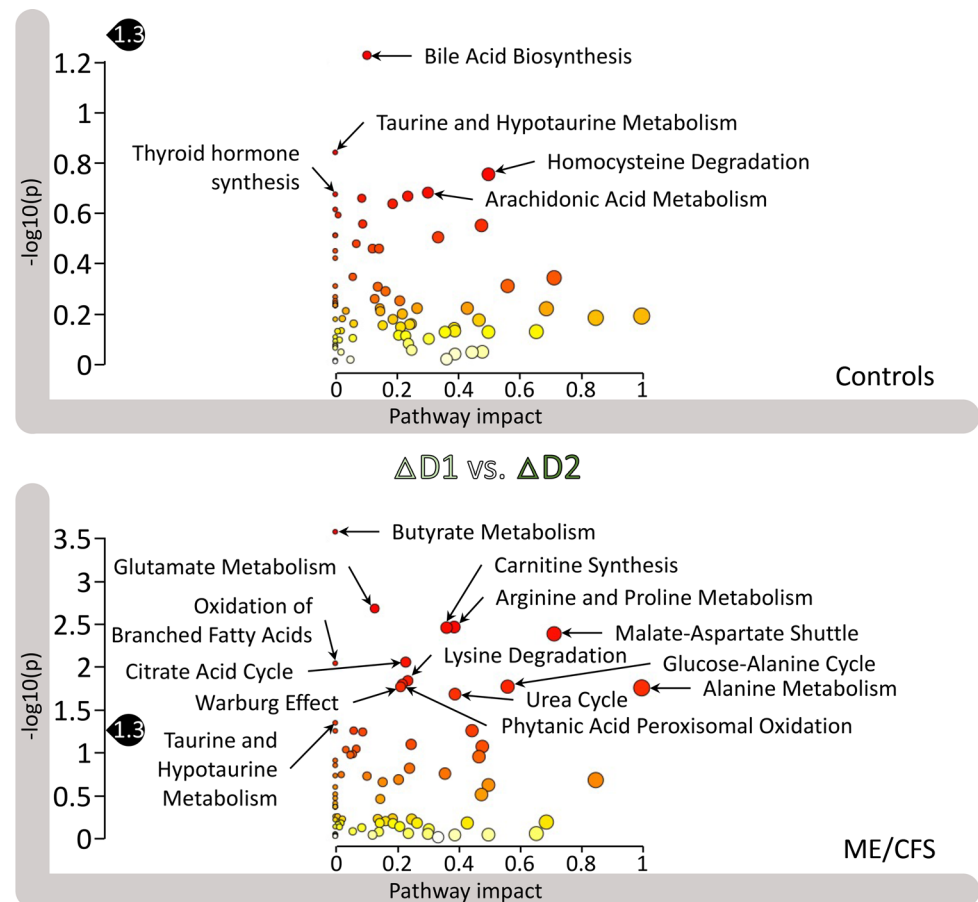 1.3
1.2
Bile Acid Biosynthesis
1
Taurine and Hypotaurine Metabolism
Thyroid hormone
synthesis
0.8
Homocysteine Degradation
Arachidonic Acid Metabolism
0.6
-log10(p)
0.4
0.2
0
0 0.2 0.4 0.6 0.8 1
Controls
Pathway impact
ΔD1 vs. ΔD2
3.5
Butyrate Metabolism
Glutamate Metabolism
Carnitine Synthesis
3
Arginine and Proline Metabolism
Oxidation of
Branched Fatty Acids
2.5
Malate-Aspartate Shuttle
Lysine Degradation
Glucose-Alanine Cycle
2
Citrate Acid Cycle
Alanine Metabolism
Warburg Effect
Urea Cycle
1.5
Phytanic Acid Peroxisomal Oxidation
-log10(p)
1.3
Taurine and
Hypotaurine
Metabolism
1
0.5
0
0 0.2 0.4 0.6 0.8 1
ME/CFS
Pathway impact